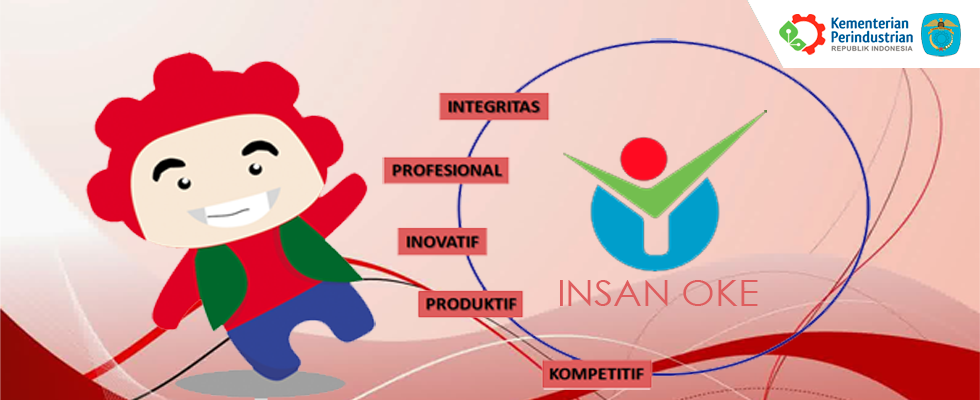 Kementerian
Perindustrian
REPUBLIK INDONESIA
INTEGRITAS
PROFESIONAL
INOVATIF
PRODUKTIF
KOMPETITIF
INSAN OKE